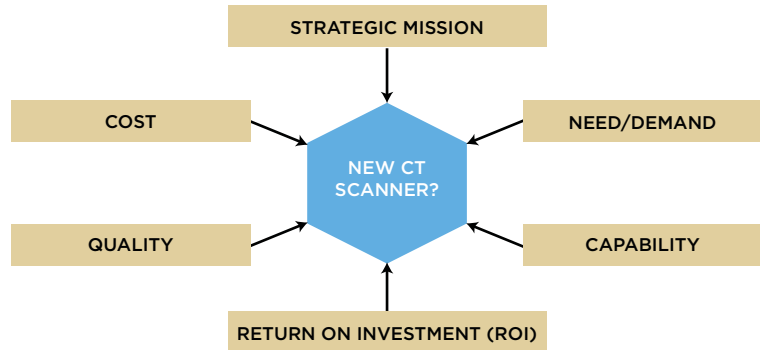 STRATEGIC MISSION
COST
NEED/DEMAND
NEW CT
SCANNER?
QUALITY
CAPABILITY
RETURN ON INVESTMENT (ROI)